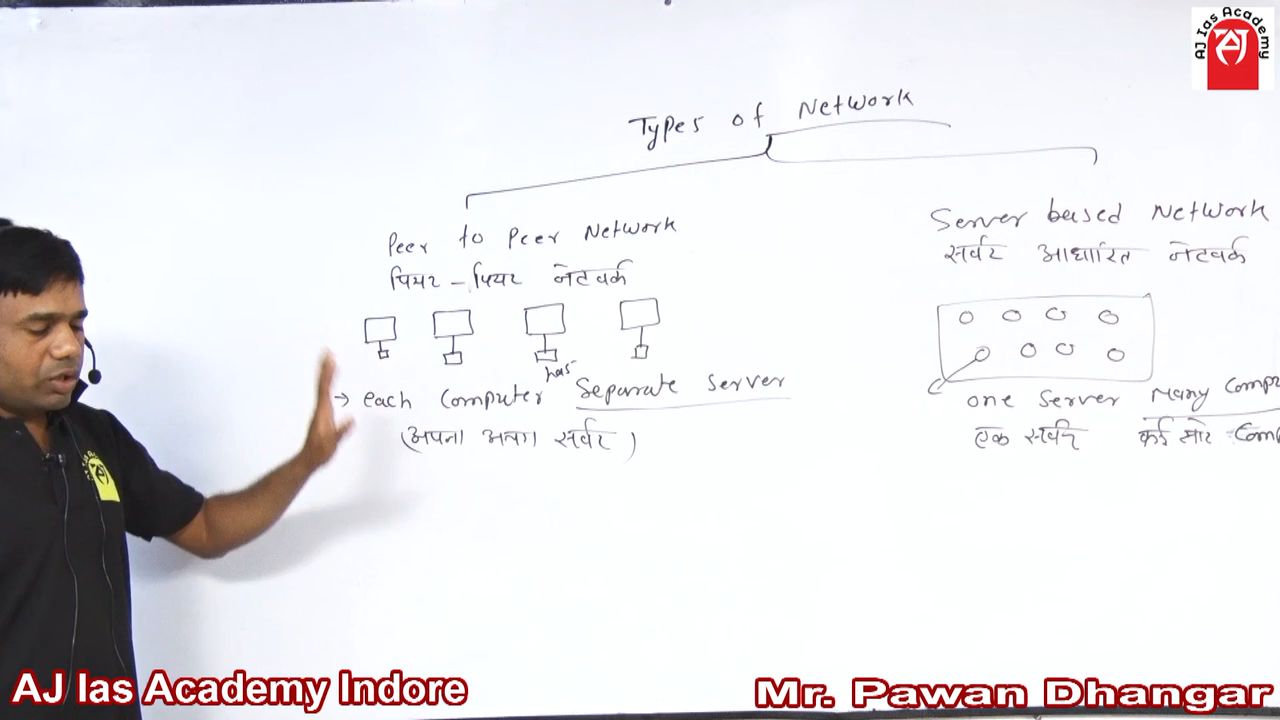 AJ Ias Academy
Types of Network
Peer to Peer Network
पियर - पियर नेटवर्क
Server based Network
सर्वर आधारित नेटवर्क
→ each Computer has Separate Server
(अपना अलग सर्वर)
one Server Many Comp
एक सर्वर कई सारे Comp
AJ Ias Academy Indore
Mr. Pawan Dhangar